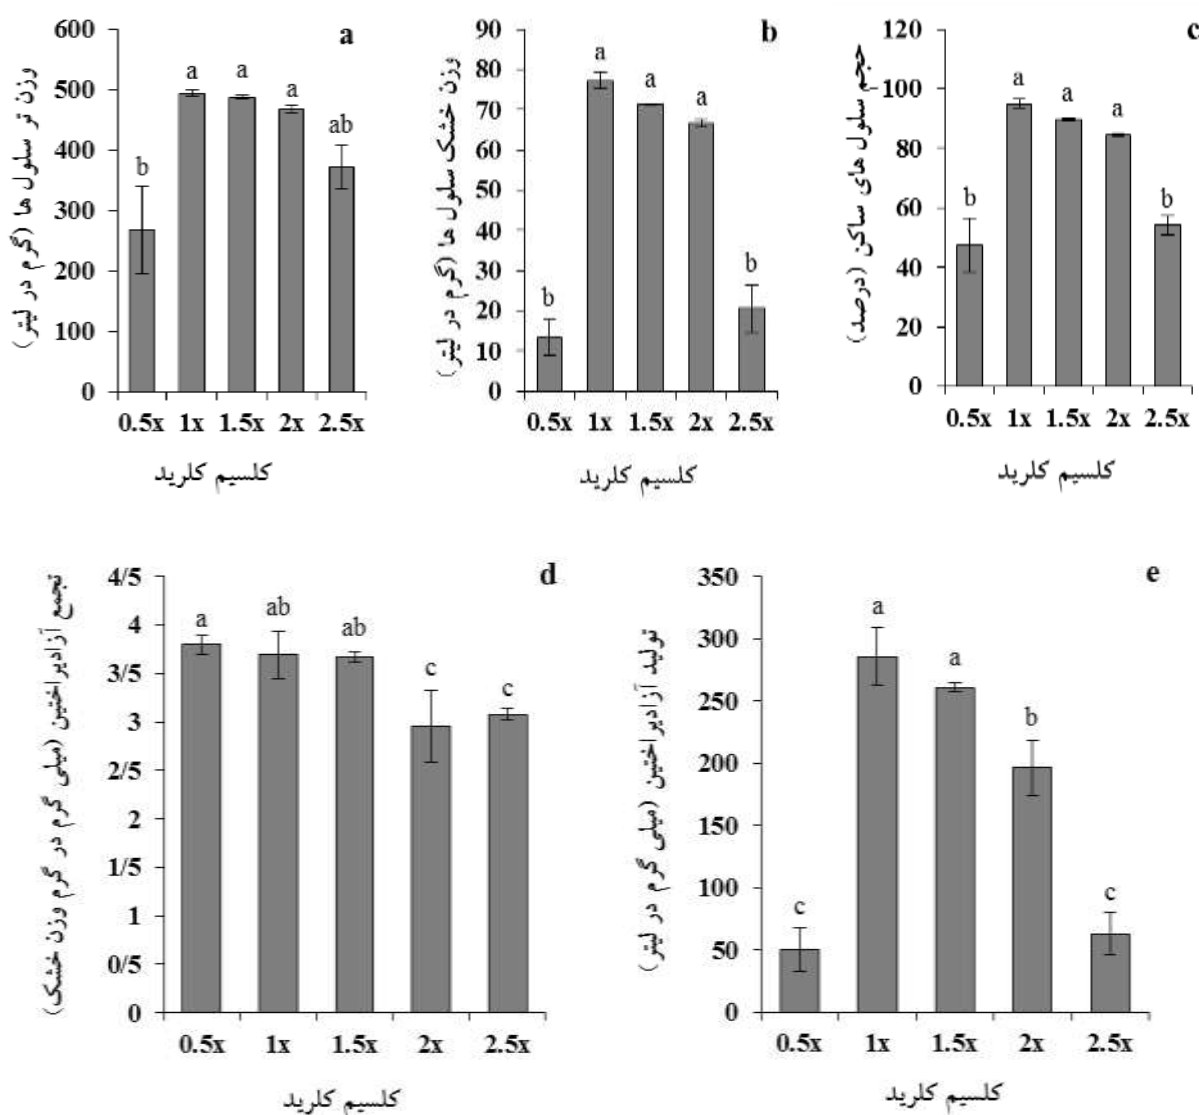 a
وزن تر سلول ها (گرم در لیتر)
600
500
400
300
200
100
0
b
a
a
a
ab
0.5x 1x 1.5x 2x 2.5x
کلسیم کلرید
b
وزن خشک سلول ها (گرم در لیتر)
90
80
70
60
50
40
30
20
10
0
b
a
a
a
b
0.5x 1x 1.5x 2x 2.5x
کلسیم کلرید
c
حجم سلول های ساکن (درصد)
120
100
80
60
40
20
0
b
a
a
a
b
0.5x 1x 1.5x 2x 2.5x
کلسیم کلرید
d
تجمع آزادیراختین (میلی گرم در گرم وزن خشک)
4/5
4
3/5
3
2/5
2
1/5
1
0/5
0
a
ab
ab
c
c
0.5x 1x 1.5x 2x 2.5x
کلسیم کلرید
e
تولید آزادیراختین (میلی گرم در لیتر)
350
300
250
200
150
100
50
0
c
a
a
b
c
0.5x 1x 1.5x 2x 2.5x
کلسیم کلرید